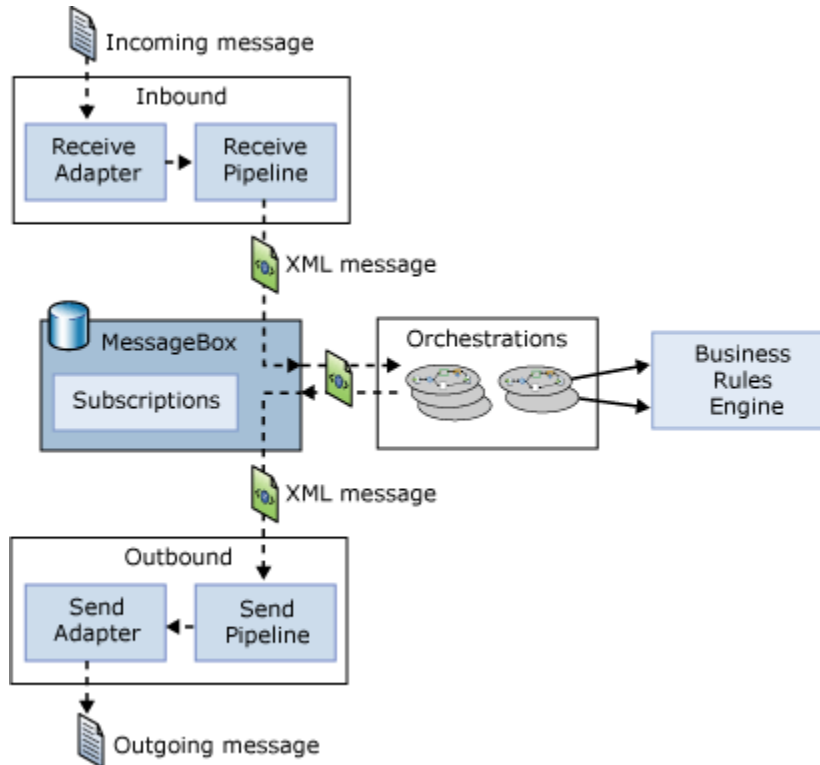 Incoming message
Inbound
Receive
Adapter
Receive
Pipeline
XML message
MessageBox
Subscriptions
Orchestrations
Business
Rules
Engine
XML message
Outbound
Send
Adapter
Send
Pipeline
Outgoing message